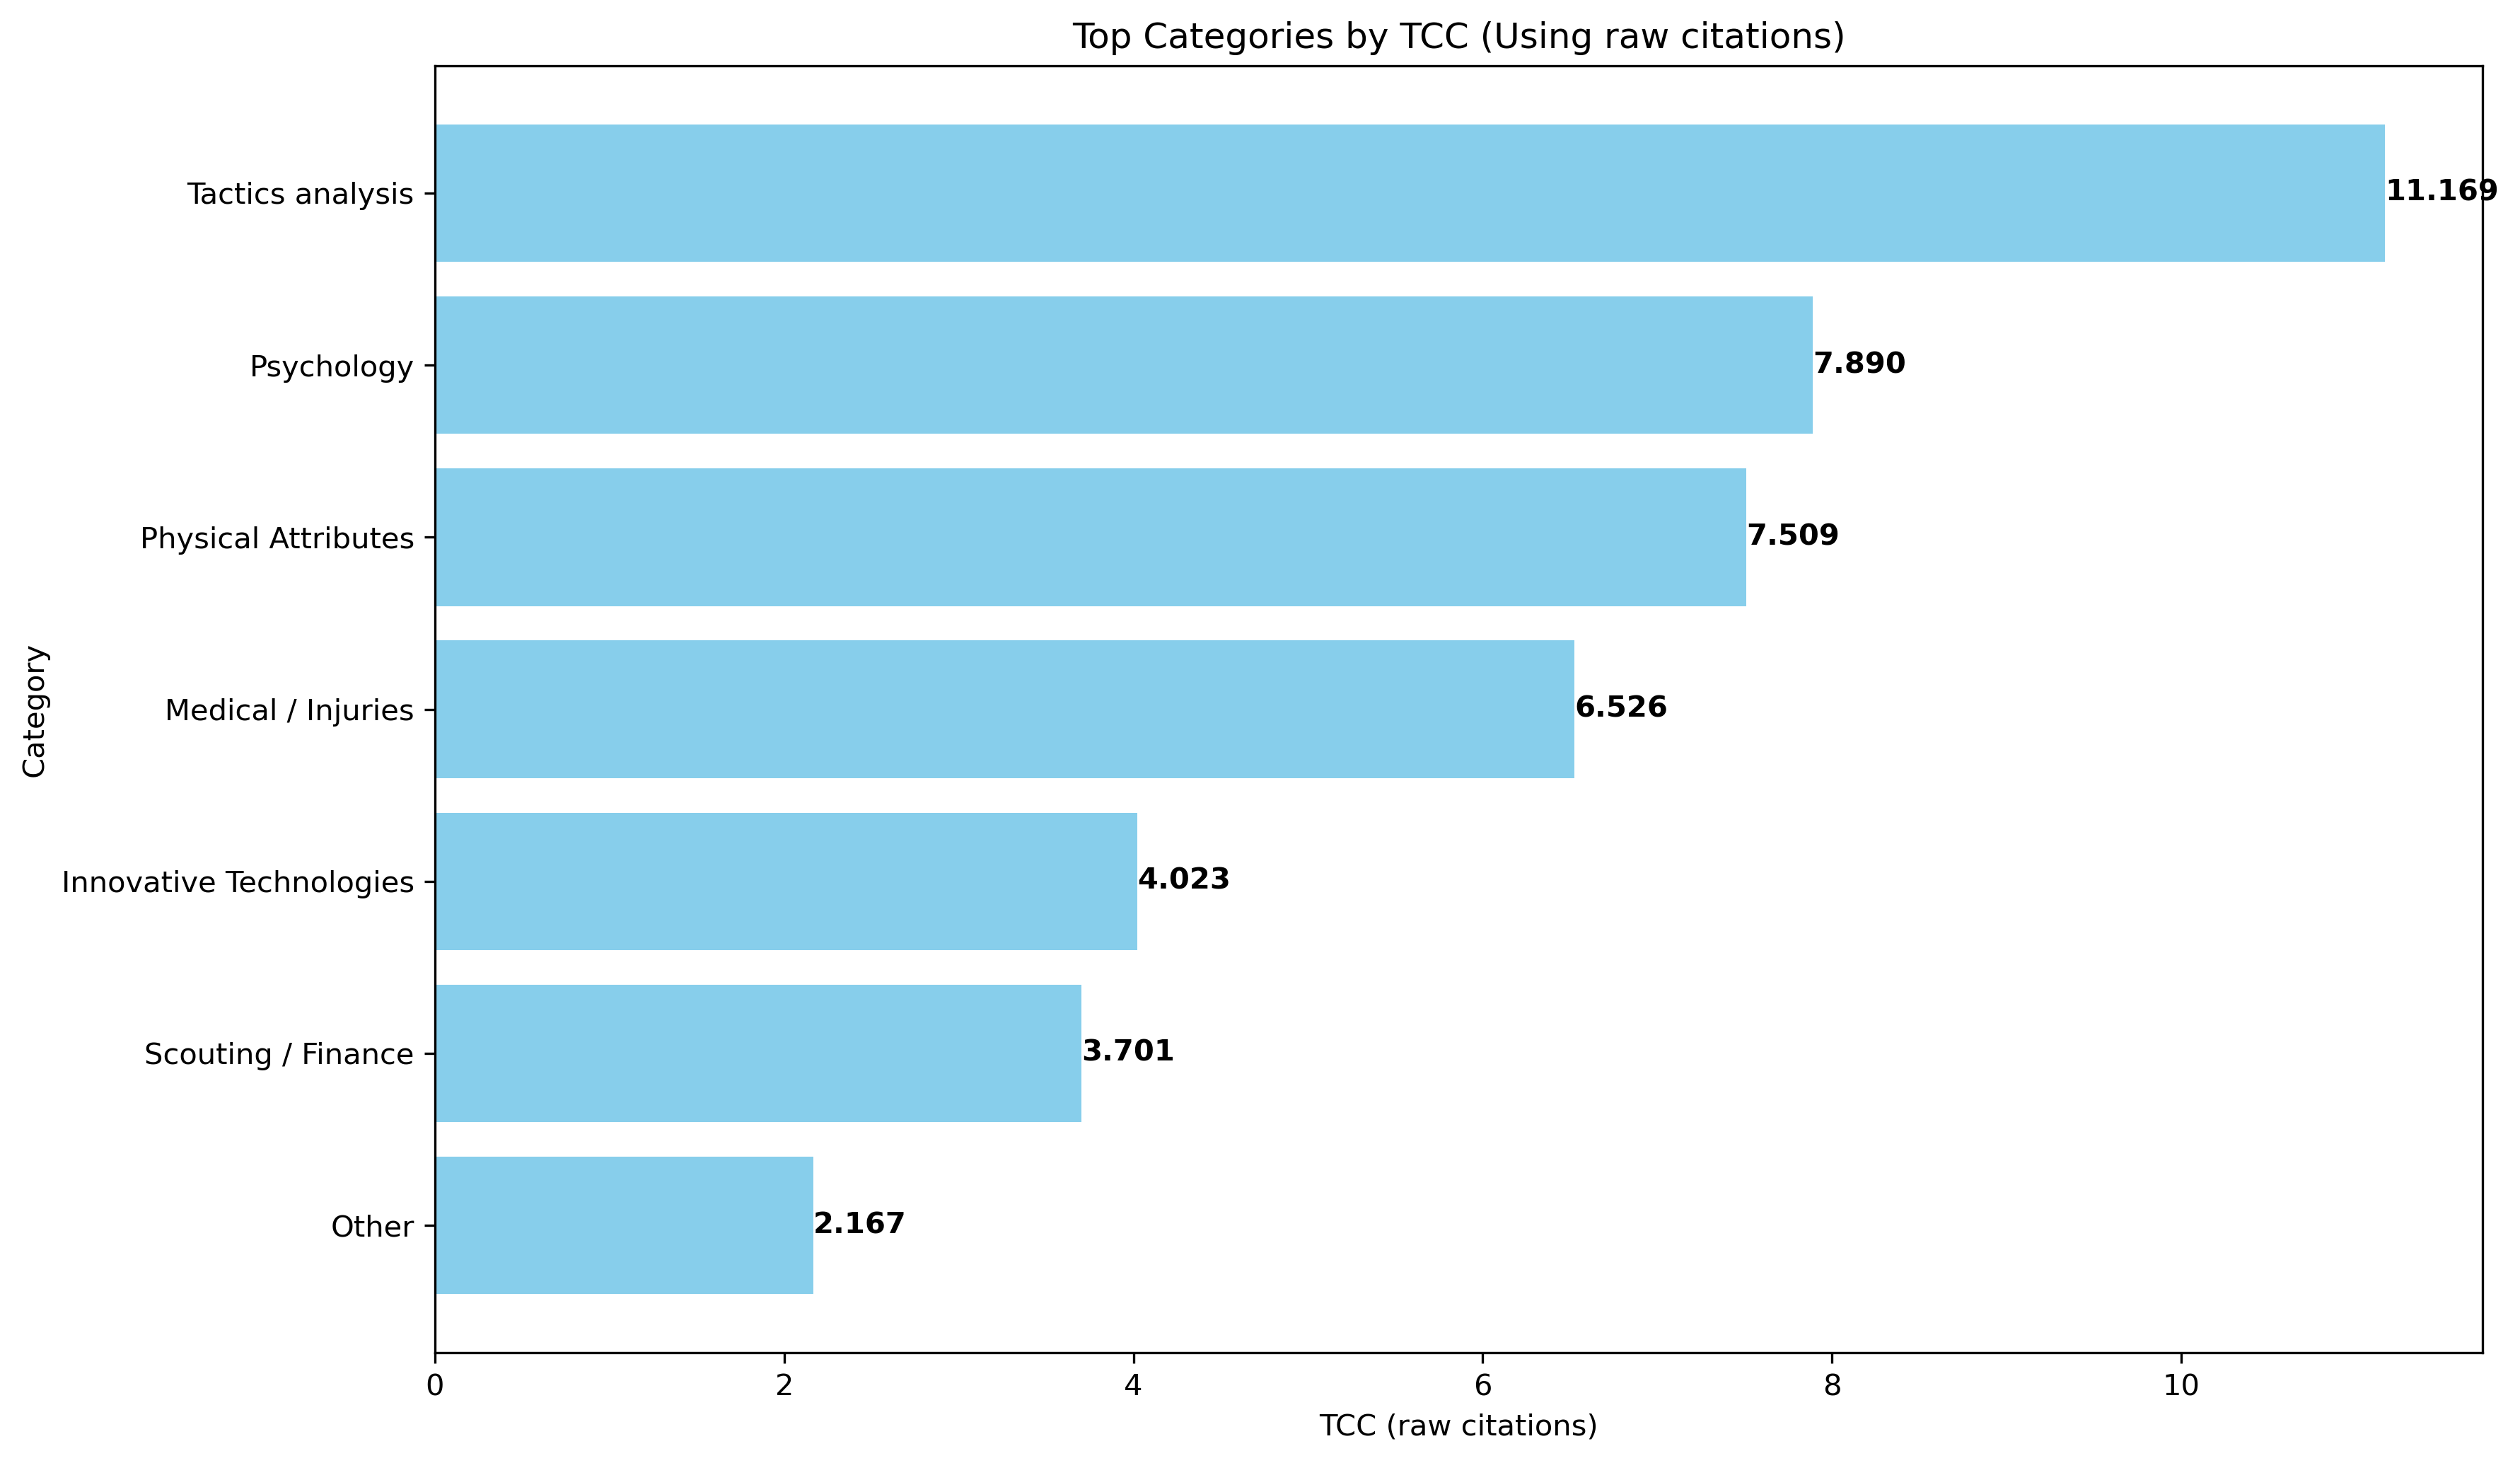 Top Categories by TCC (Using raw citations)
Category
Tactics analysis
11.169
Psychology
7.890
Physical Attributes
7.509
Medical / Injuries
6.526
Innovative Technologies
4.023
Scouting / Finance
3.701
Other
2.167
0 2 4 6 8 10
TCC (raw citations)